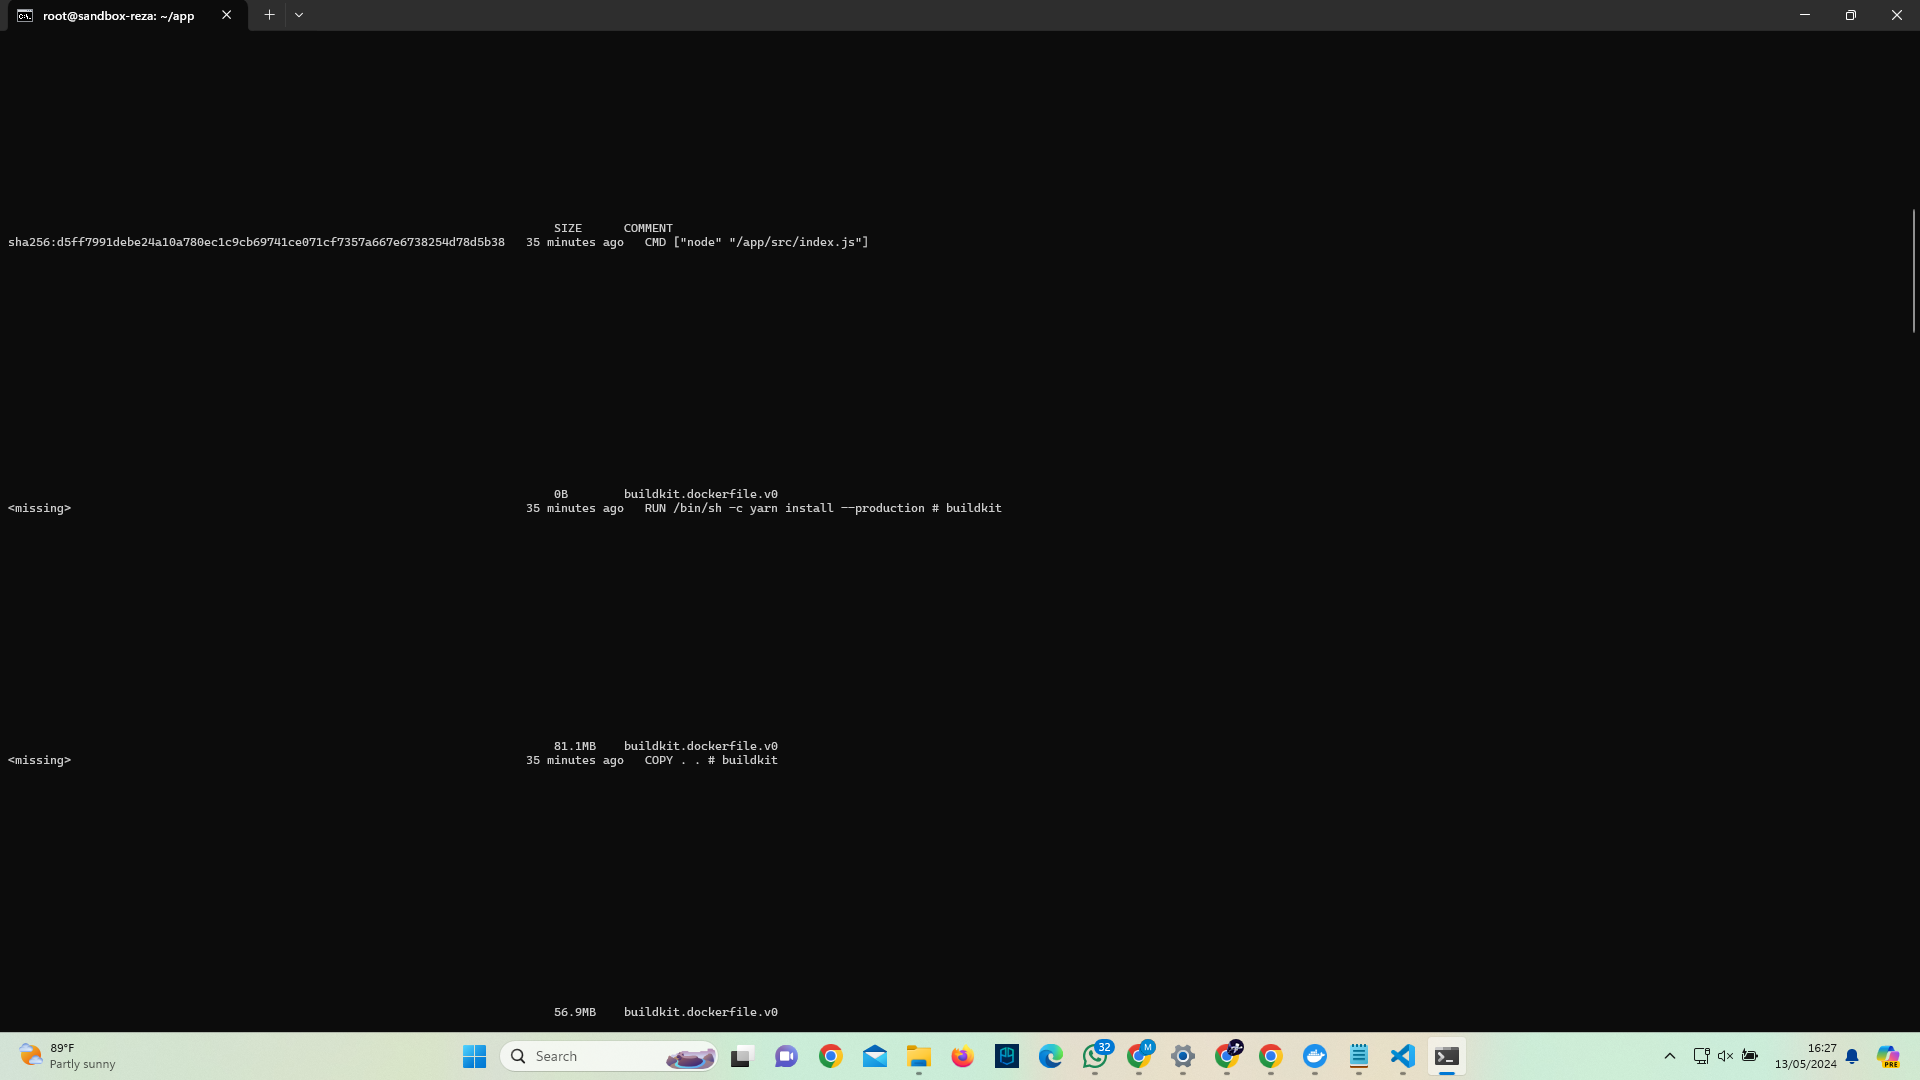 root@sandbox-reza: ~/app
SIZE COMMENT
sha256:d5ff7991debe24a10a780ec1c9cb69741ce071cf7357a667e6738254d78d5b38 35 minutes ago CMD ["node" "/app/src/index.js"]
0B buildkit.dockerfile.v0
<missing> 35 minutes ago RUN /bin/sh -c yarn install --production # buildkit
81.1MB buildkit.dockerfile.v0
<missing> 35 minutes ago COPY . . # buildkit
56.9MB buildkit.dockerfile.v0
89°F
Partly sunny
Search
32
M
16:27
13/05/2024
PRE